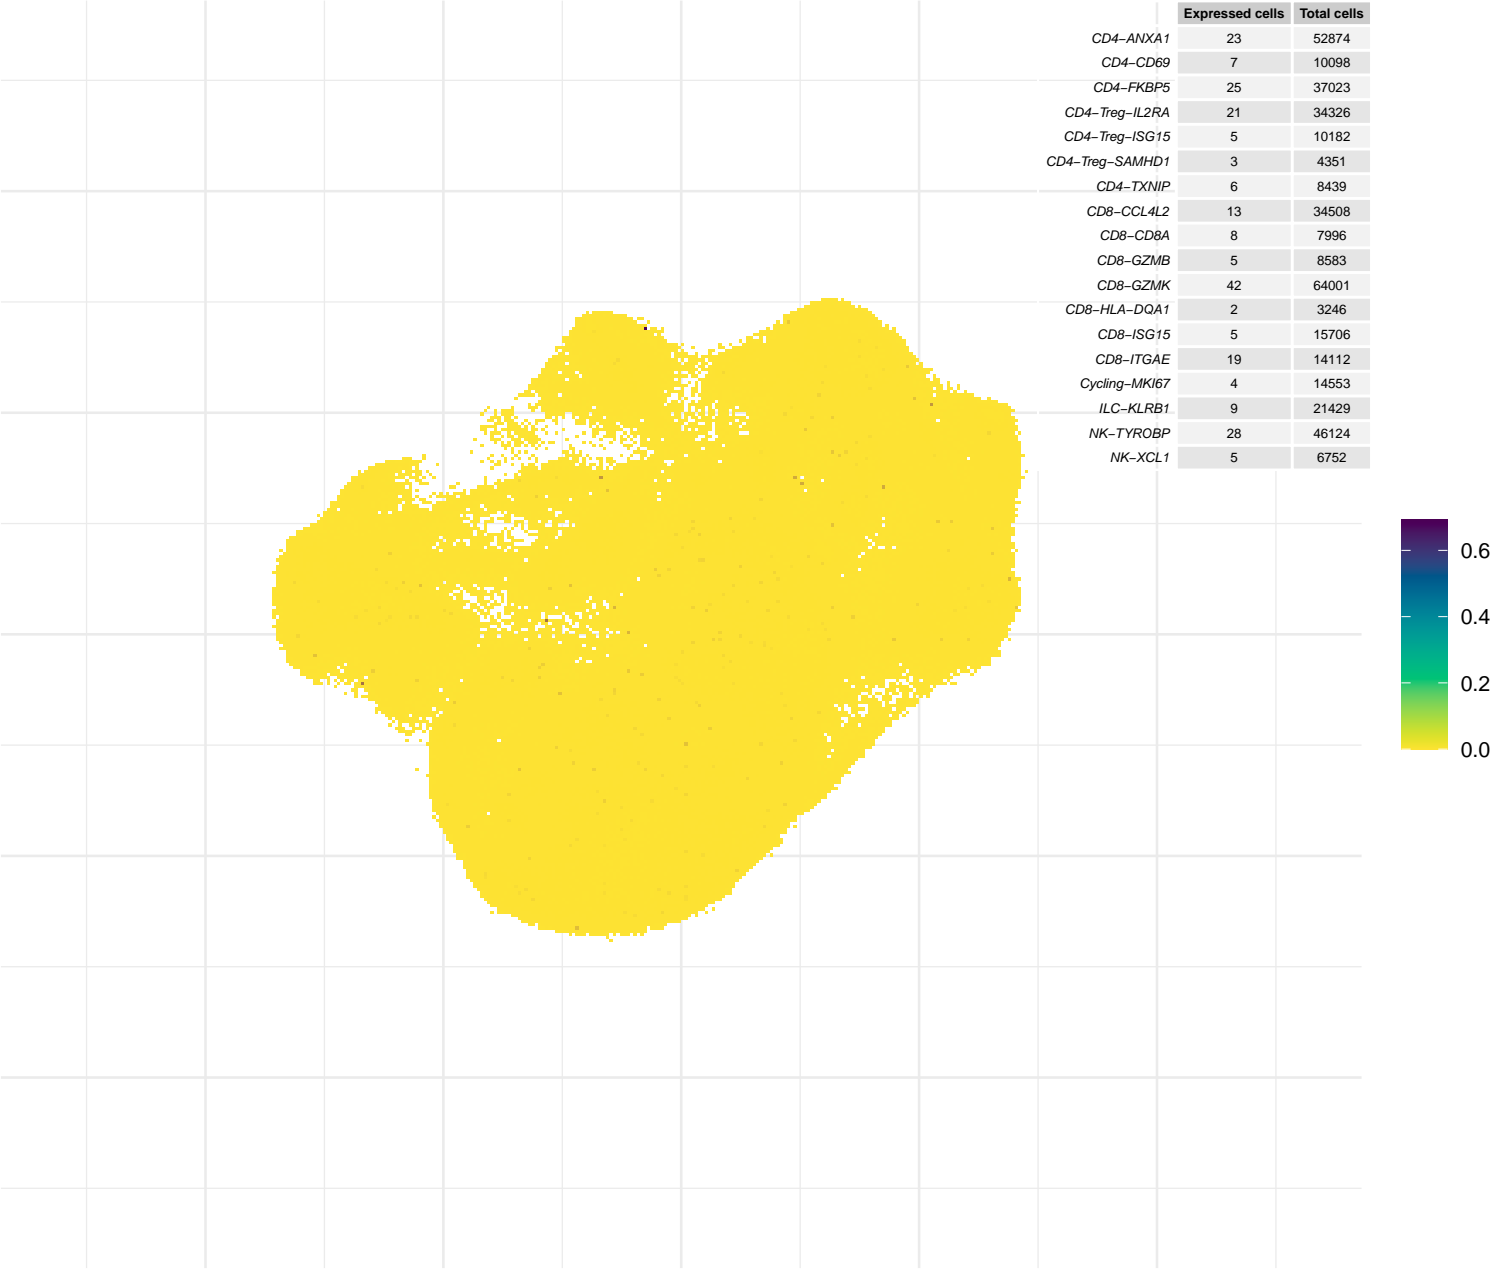 Expressed cells Total cells
CD4−ANXA1 23 52874
CD4−CD69 7 10098
CD4−FKBP5 25 37023
CD4−Treg−IL2RA 21 34326
CD4−Treg−ISG15 5 10182
CD4−Treg−SAMHD1 3 4351
CD4−TXNIP 6 8439
CD8−CCL4L2 13 34508
CD8−CD8A 8 7996
CD8−GZMB 5 8583
CD8−GZMK 42 64001
CD8−HLA−DQA1 2 3246
CD8−ISG15 5 15706
CD8−ITGAE 19 14112
Cycling−MKI67 4 14553
ILC−KLRB1 9 21429
NK−TYROBP 28 46124
NK−XCL1 5 6752
0.6
0.4
0.2
0.0